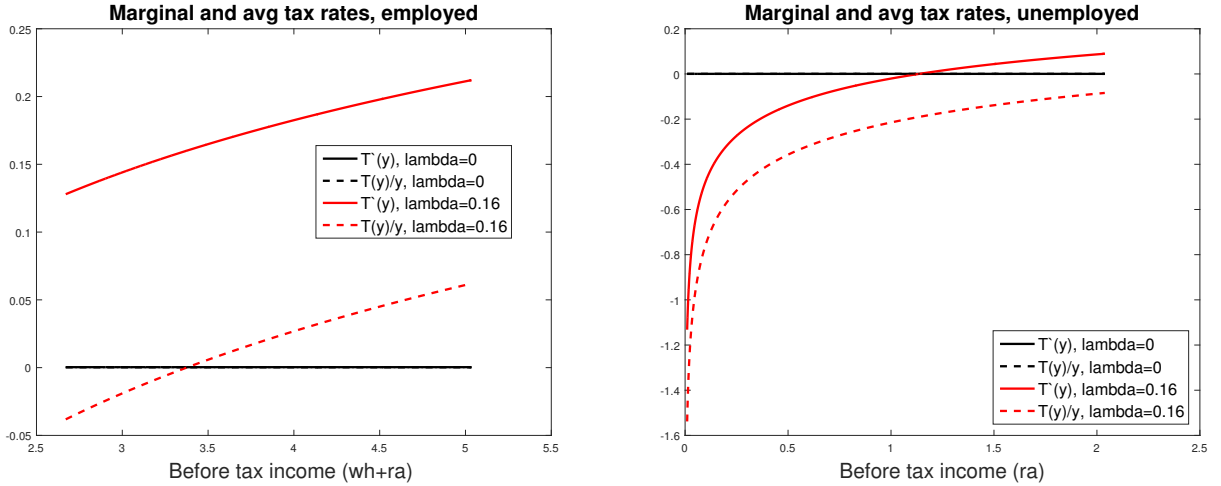 Marginal and avg tax rates, employed
0.25
0.2
0.15
0.1
0.05
0
-0.05
2.5 3 3.5 4 4.5 5 5.5
Before tax income (wh+ra)
T`(y), lambda=0
T(y)/y, lambda=0
T`(y), lambda=0.16
T(y)/y, lambda=0.16
Marginal and avg tax rates, unemployed
0.2
0
-0.2
-0.4
-0.6
-0.8
-1
-1.2
-1.4
-1.6
0 0.5 1 1.5 2 2.5
Before tax income (ra)
T`(y), lambda=0
T(y)/y, lambda=0
T`(y), lambda=0.16
T(y)/y, lambda=0.16